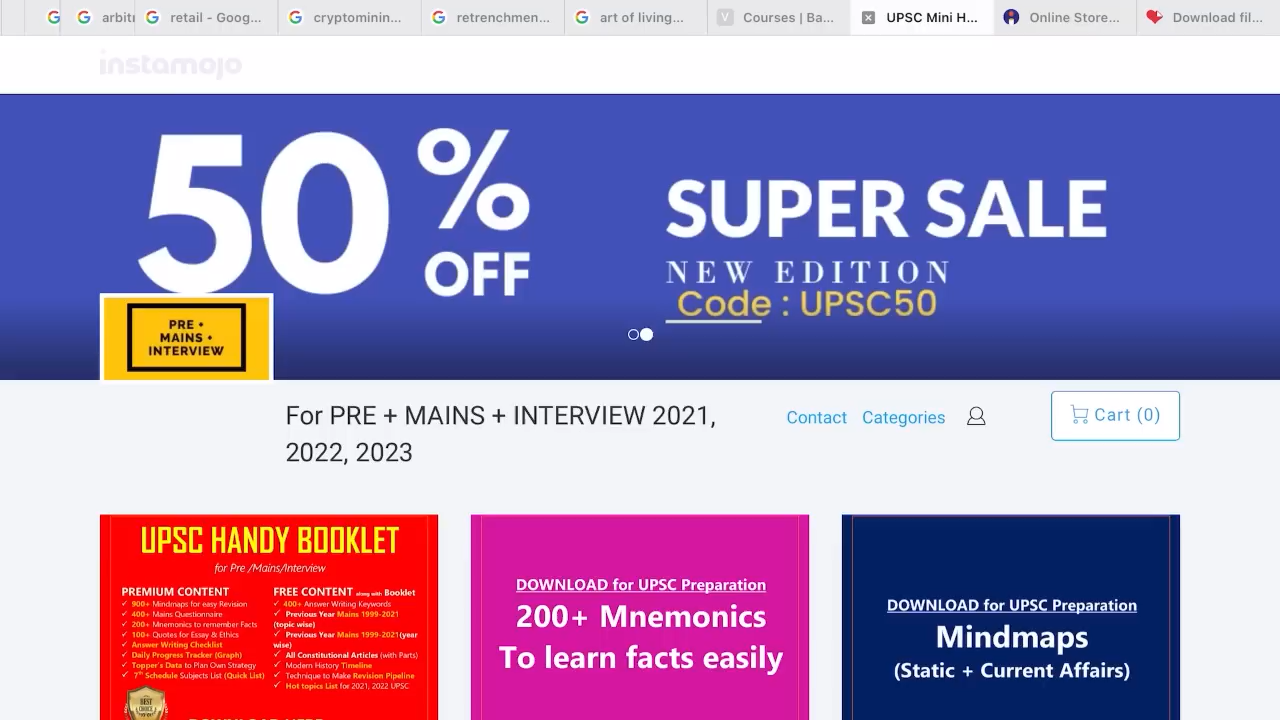 arbitr
retail - Goog...
cryptominin...
retrenchmen...
art of living...
V Courses | Ba...
UPSC Mini H...
Online Store...
Download fil...
instamojo
50% OFF
SUPER SALE
NEW EDITION
Code : UPSC50
PRE +
MAINS +
INTERVIEW
For PRE + MAINS + INTERVIEW 2021,
2022, 2023
Contact Categories
Cart (0)
UPSC HANDY BOOKLET
for Pre /Mains/Interview
PREMIUM CONTENT
✓ 900+ Mindmaps for easy Revision
✓ 400+ Mains Questionnaire
✓ 200+ Mnemonics to remember Facts
✓ 100+ Quotes for Essay & Ethics
✓ Answer Writing Checklist
✓ Daily Progress Tracker (Graph)
✓ Topper's Data to Plan Own Strategy
✓ 7th Schedule Subjects List (Quick List)
FREE CONTENT along with Booklet
✓ 400+ Answer Writing Keywords
✓ Previous Year Mains 1999-2021
(topic wise)
✓ Previous Year Mains 1999-2021(year
wise)
✓ All Constitutional Articles (with Parts)
✓ Modern History Timeline
✓ Technique to Make Revision Pipeline
✓ Hot topics List for 2021, 2022 UPSC
BEST
CHOICE
DOWNLOAD for UPSC Preparation
200+ Mnemonics
To learn facts easily
DOWNLOAD for UPSC Preparation
Mindmaps
(Static + Current Affairs)